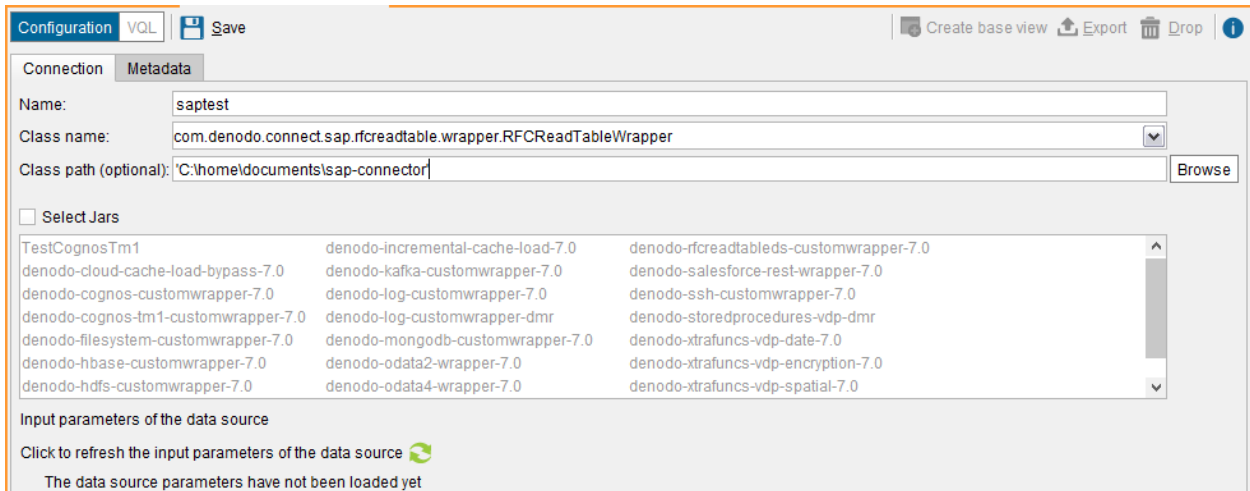 Configuration VQL Save Create base view Export Drop i
Connection Metadata
Name: saptest
Class name: com.denodo.connect.sap.rfcreadtable.wrapper.RFCReadTableWrapper
Class path (optional): 'C:\home\documents\sap-connector' Browse
Select Jars
TestCognosTm1 denodo-incremental-cache-load-7.0 denodo-rfcreadtableds-customwrapper-7.0
denodo-cloud-cache-load-bypass-7.0 denodo-kafka-customwrapper-7.0 denodo-salesforce-rest-wrapper-7.0
denodo-cognos-customwrapper-7.0 denodo-log-customwrapper-7.0 denodo-ssh-customwrapper-7.0
denodo-cognos-tm1-customwrapper-7.0 denodo-log-customwrapper-dmr denodo-storedprocedures-vdp-dmr
denodo-filesystem-customwrapper-7.0 denodo-mongodb-customwrapper-7.0 denodo-xtrafuncs-vdp-date-7.0
denodo-hbase-customwrapper-7.0 denodo-odata2-wrapper-7.0 denodo-xtrafuncs-vdp-encryption-7.0
denodo-hdfs-customwrapper-7.0 denodo-odata4-wrapper-7.0 denodo-xtrafuncs-vdp-spatial-7.0
Input parameters of the data source
Click to refresh the input parameters of the data source
The data source parameters have not been loaded yet